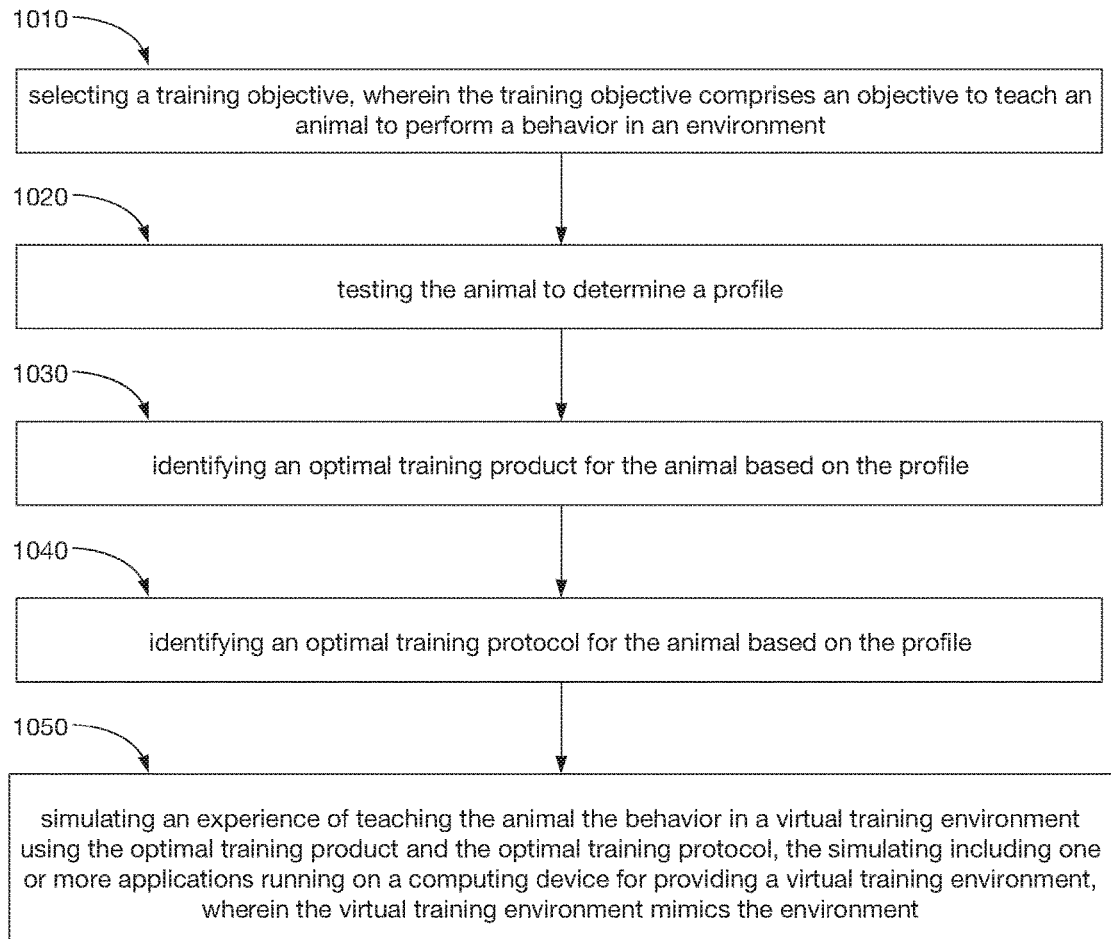 1010
selecting a training objective, wherein the training objective comprises an objective to teach an
animal to perform a behavior in an environment
1020
testing the animal to determine a profile
1030
identifying an optimal training product for the animal based on the profile
1040
identifying an optimal training protocol for the animal based on the profile
1050
simulating an experience of teaching the animal the behavior in a virtual training environment
using the optimal training product and the optimal training protocol, the simulating including one
or more applications running on a computing device for providing a virtual training environment,
wherein the virtual training environment mimics the environment